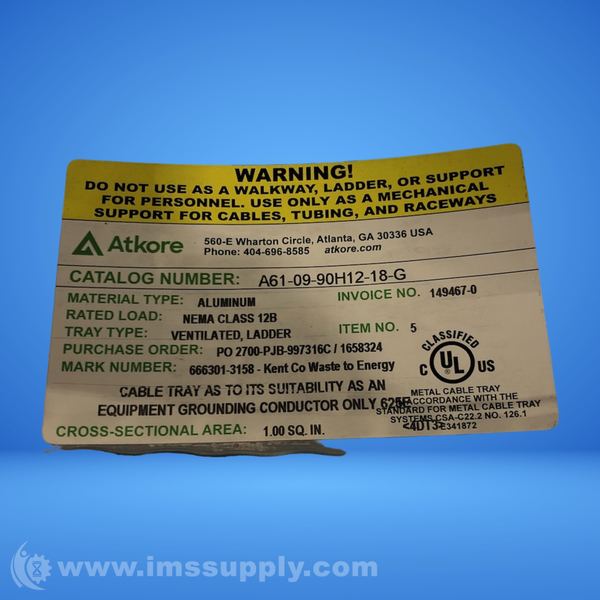 WARNING!
DO NOT USE AS A WALKWAY, LADDER, OR SUPPORT
FOR PERSONNEL. USE ONLY AS A MECHANICAL
SUPPORT FOR CABLES, TUBING, AND RACEWAYS
Atkore
560-E Wharton Circle, Atlanta, GA 30336 USA
Phone: 404-696-8585 atkore.com
CATALOG NUMBER: A61-09-90H12-18-G
MATERIAL TYPE: ALUMINUM INVOICE NO. 149467-0
RATED LOAD: NEMA CLASS 12B
TRAY TYPE: VENTILATED, LADDER ITEM NO. 5
PURCHASE ORDER: PO 2700-PJB-997316C / 1658324
MARK NUMBER: 666301-3158 - Kent Co Waste to Energy
CLASSIFIED
C UL US
CABLE TRAY AS TO ITS SUITABILITY AS AN
EQUIPMENT GROUNDING CONDUCTOR ONLY 625F
CROSS-SECTIONAL AREA: 1.00 SQ. IN.
METAL CABLE TRAY
ACCORDANCE WITH THE
STANDARD FOR METAL CABLE TRAY
SYSTEMS CSA-C22.2 NO. 126.1
<4DT3> E341872
www.imssupply.com